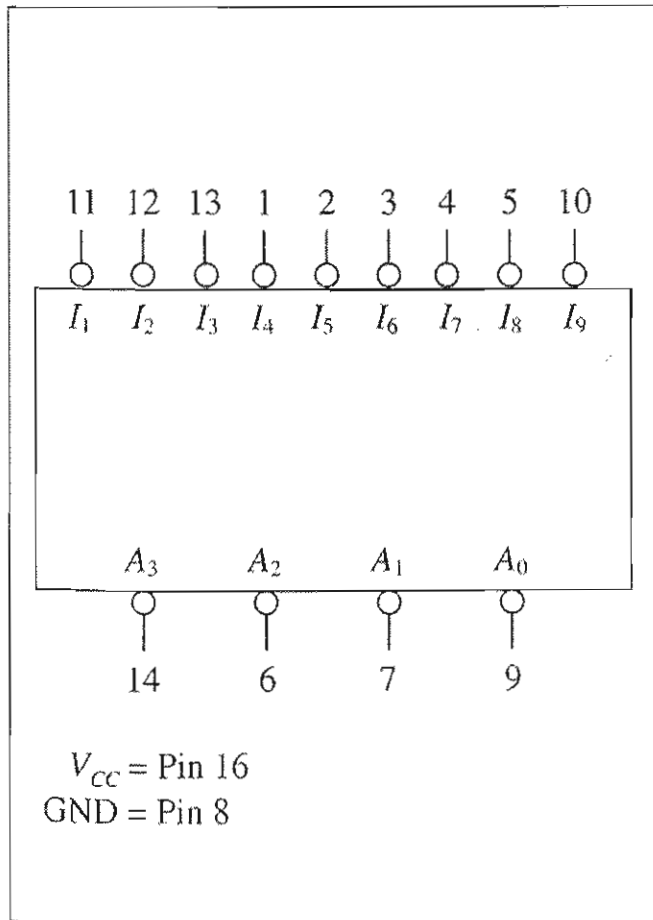 11 12 13 1 2 3 4 5 10
I₁ I₂ I₃ I₄ I₅ I₆ I₇ I₈ I₉
A₃ A₂ A₁ A₀
14 6 7 9
V_CC = Pin 16
GND = Pin 8